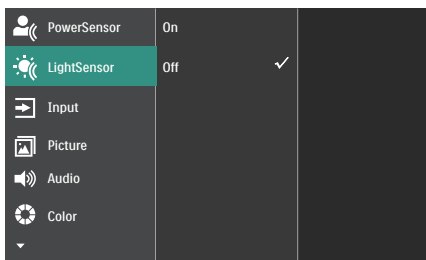 PowerSensor On
LightSensor Off
Input
Picture
Audio
Color